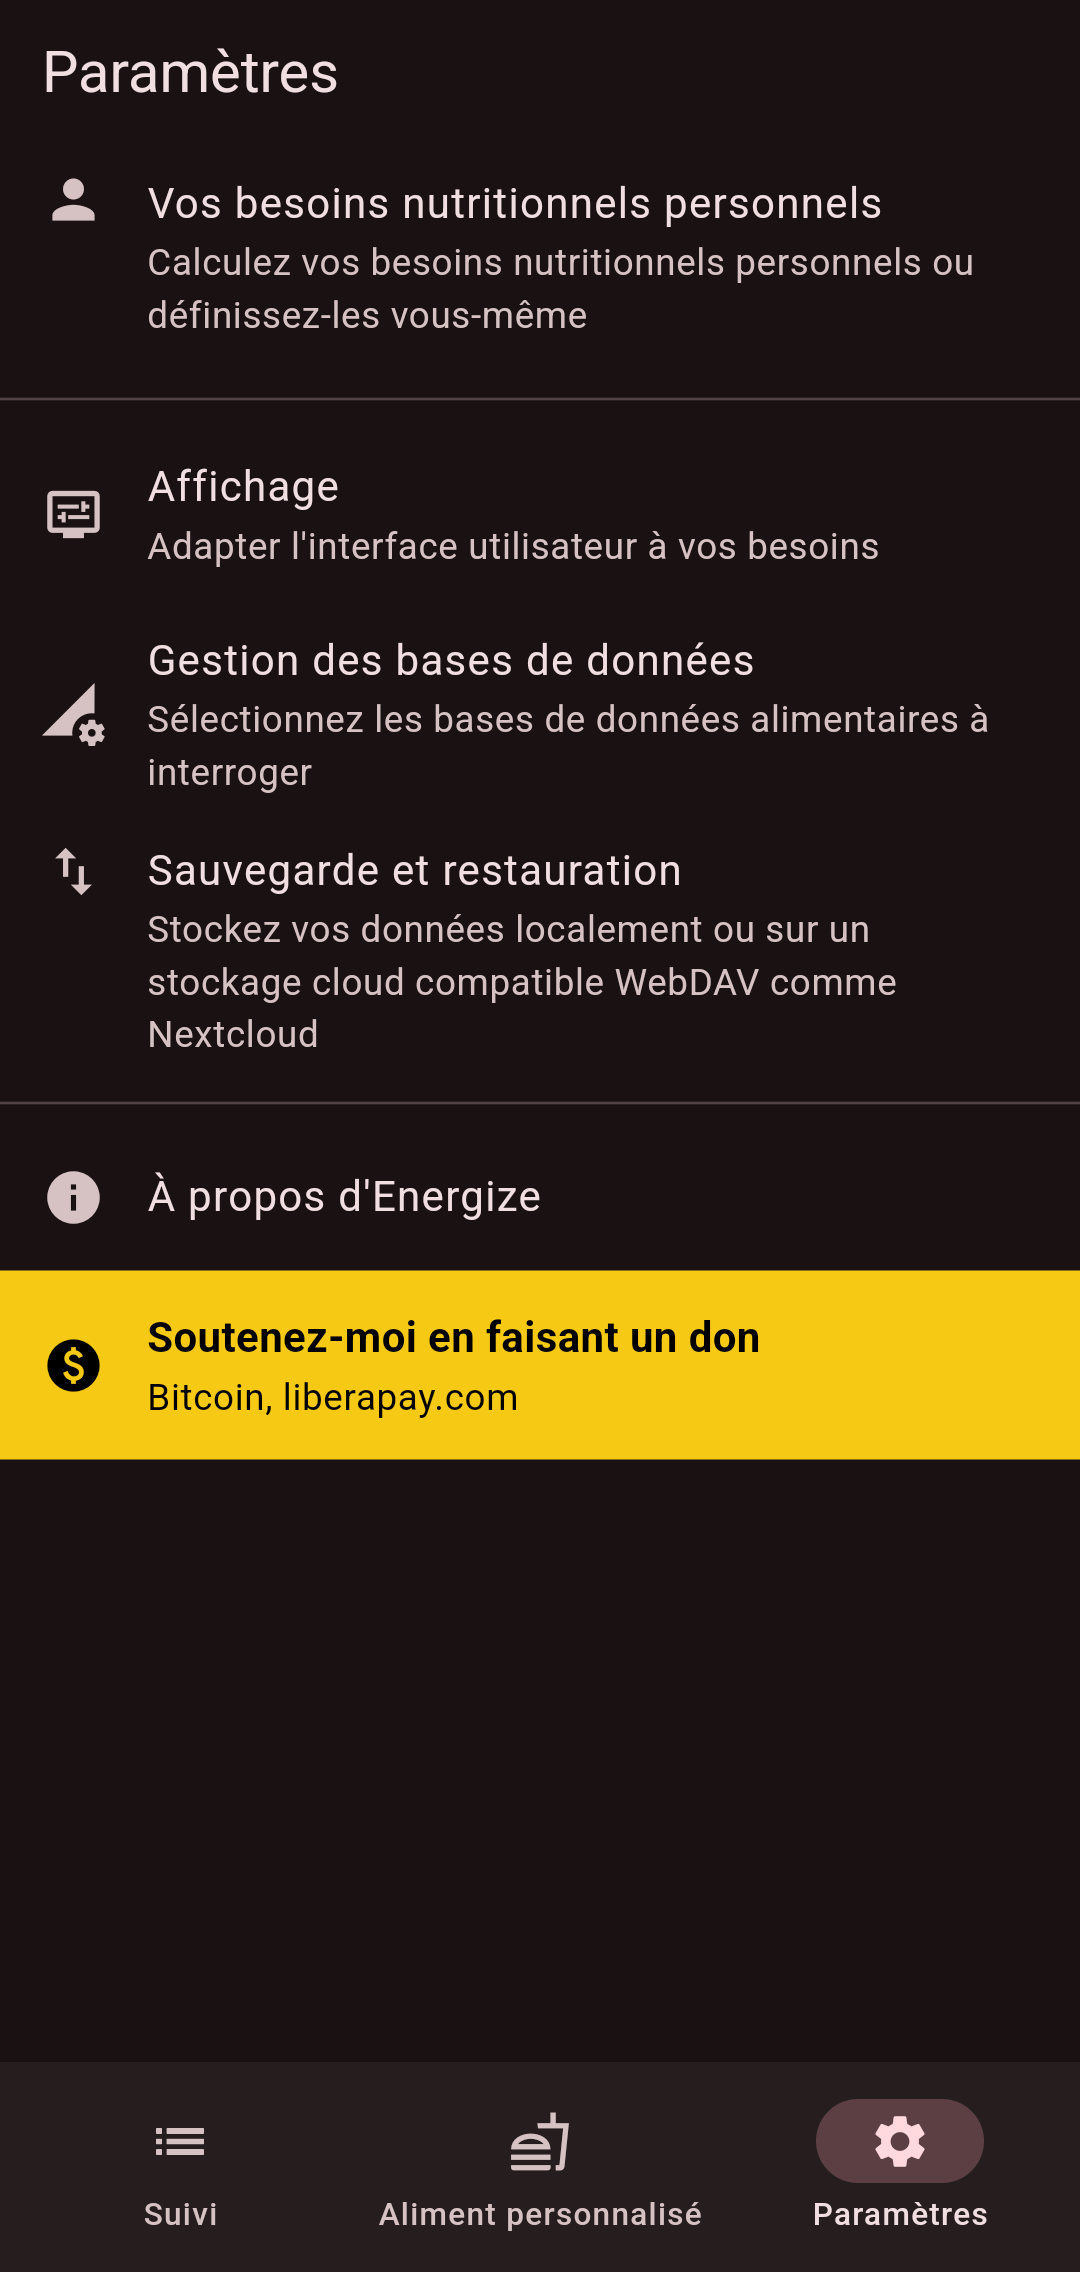 Paramètres
Vos besoins nutritionnels personnels
Calculez vos besoins nutritionnels personnels ou
définissez-les vous-même
Affichage
Adapter l'interface utilisateur à vos besoins
Gestion des bases de données
Sélectionnez les bases de données alimentaires à
interroger
Sauvegarde et restauration
Stockez vos données localement ou sur un
stockage cloud compatible WebDAV comme
Nextcloud
À propos d'Energize
Soutenez-moi en faisant un don
Bitcoin, liberapay.com
Suivi
Aliment personnalisé
Paramètres